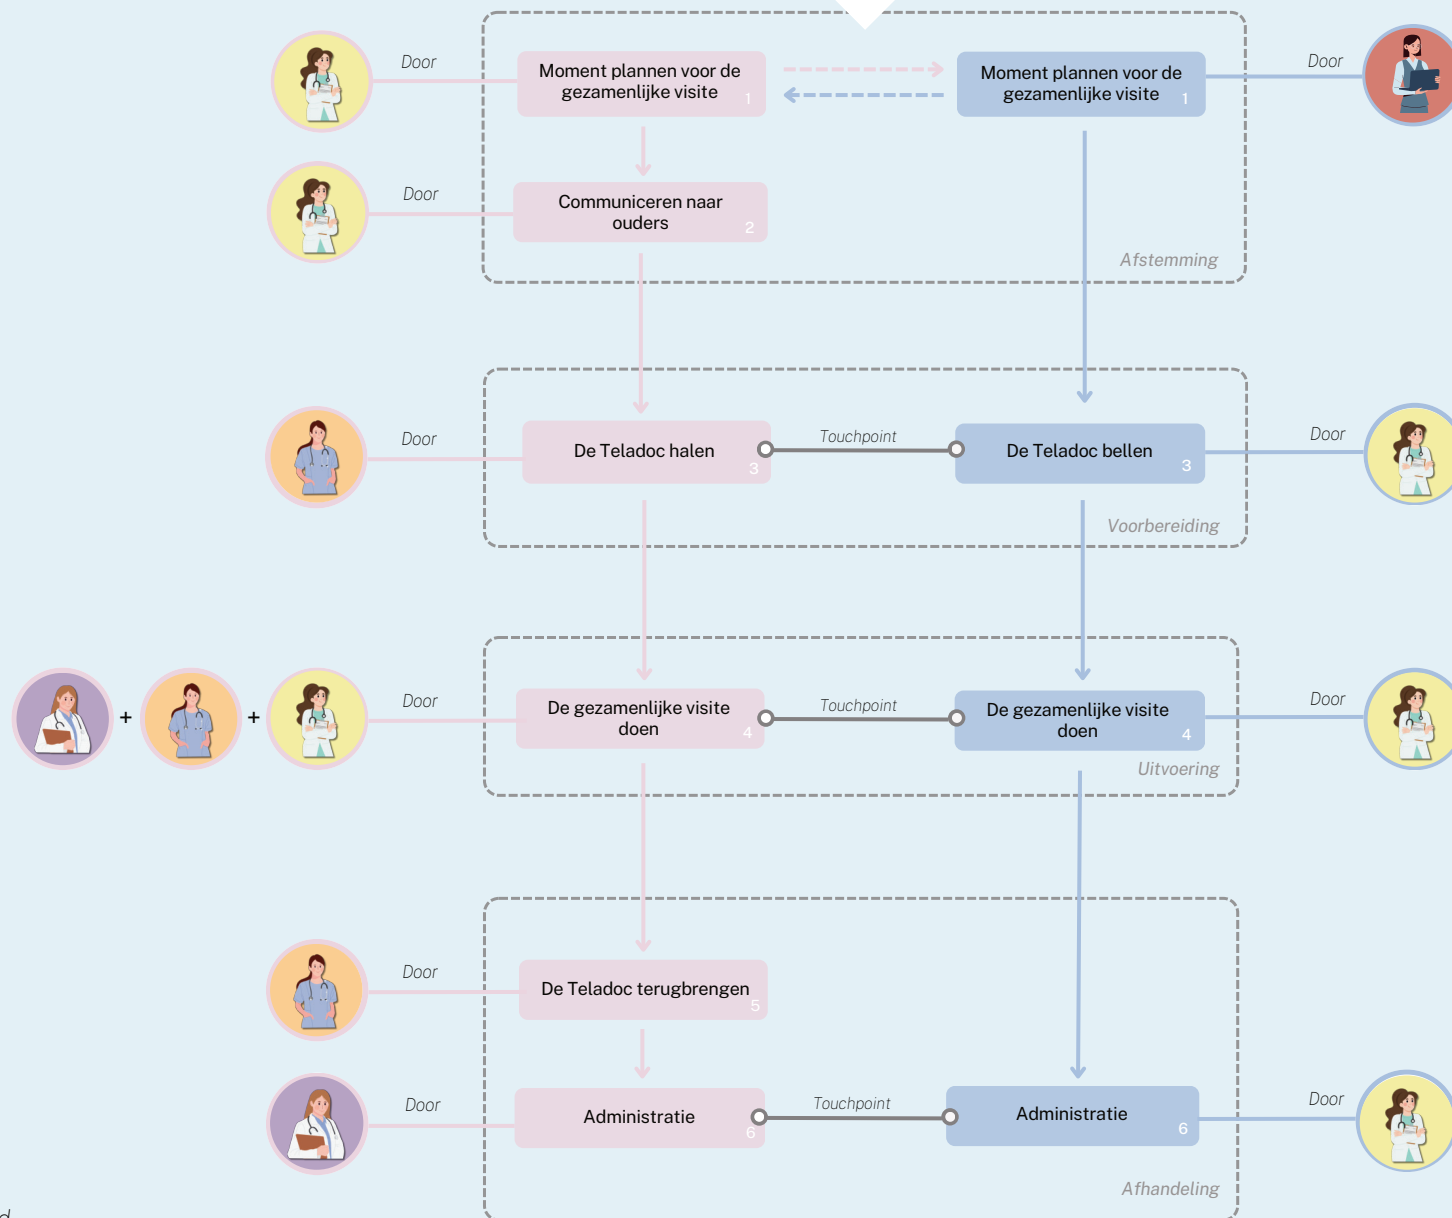 Door
Moment plannen voor de
gezamenlijke visite
1
Moment plannen voor de
gezamenlijke visite
1
Door
Door
Communiceren naar
ouders
2
Afstemming
Door
De Teladoc halen
3
Touchpoint
De Teladoc bellen
3
Door
Voorbereiding
+
+
Door
De gezamenlijke visite
doen
4
Touchpoint
De gezamenlijke visite
doen
4
Door
Uitvoering
Door
De Teladoc terugbrengen
5
Door
Administratie
6
Touchpoint
Administratie
6
Door
Afhandeling